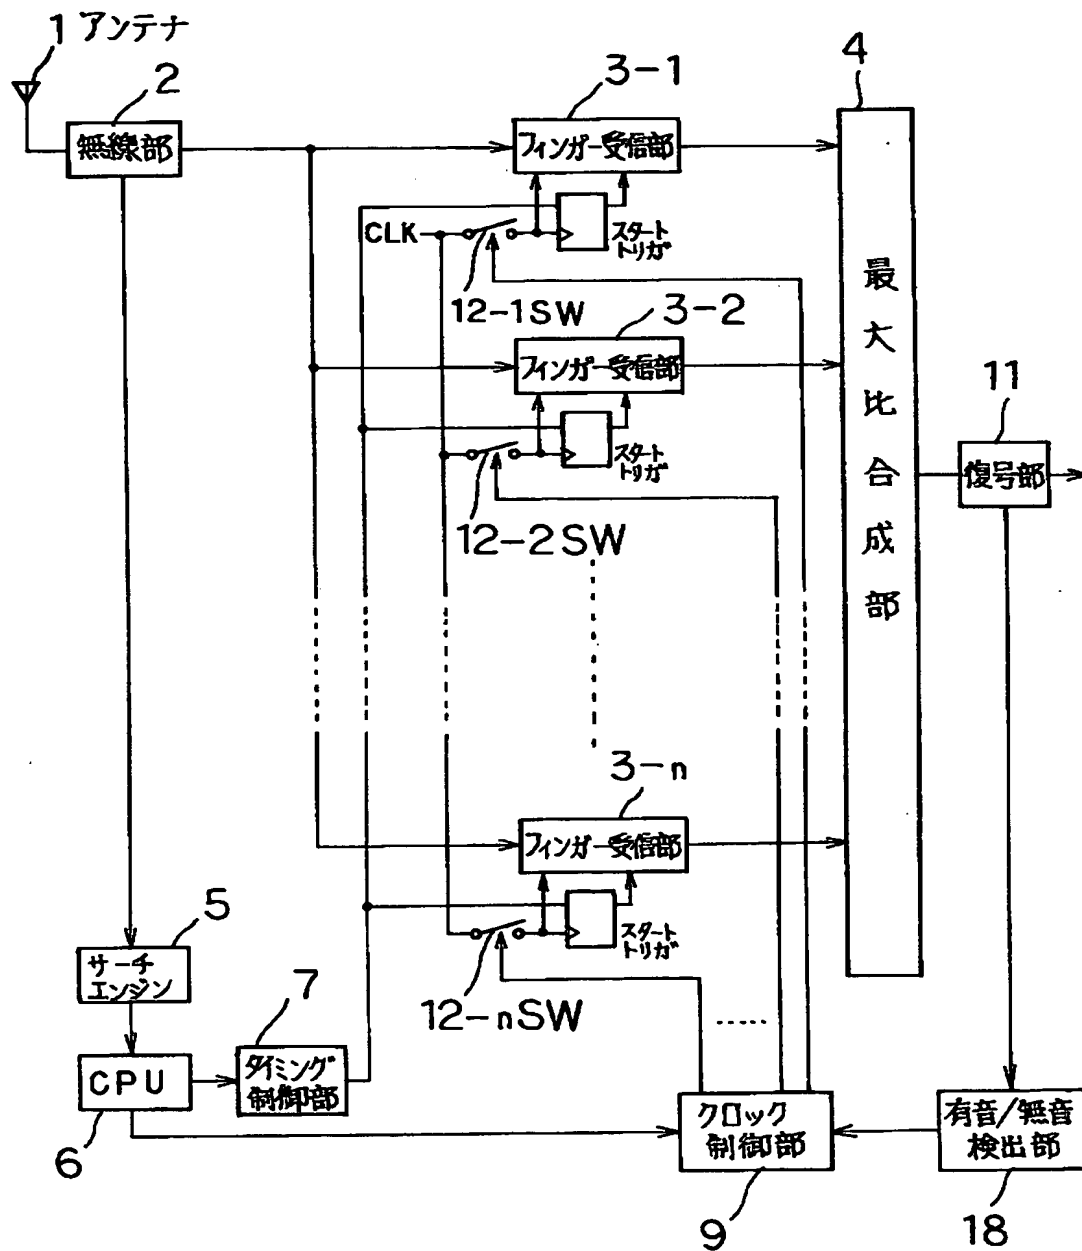 1 アンテナ
2
無線部
3-1
フィンガー受信部
4
CLK
スタート
トリガ
12-1SW
最大比合成部
3-2
フィンガー受信部
スタート
トリガ
12-2SW
11
復号部
3-n
フィンガー受信部
スタート
トリガ
12-nSW
5
サーチ
エンジン
7
タイミング
制御部
CPU
6
クロック
制御部
9
有音/無音
検出部
18